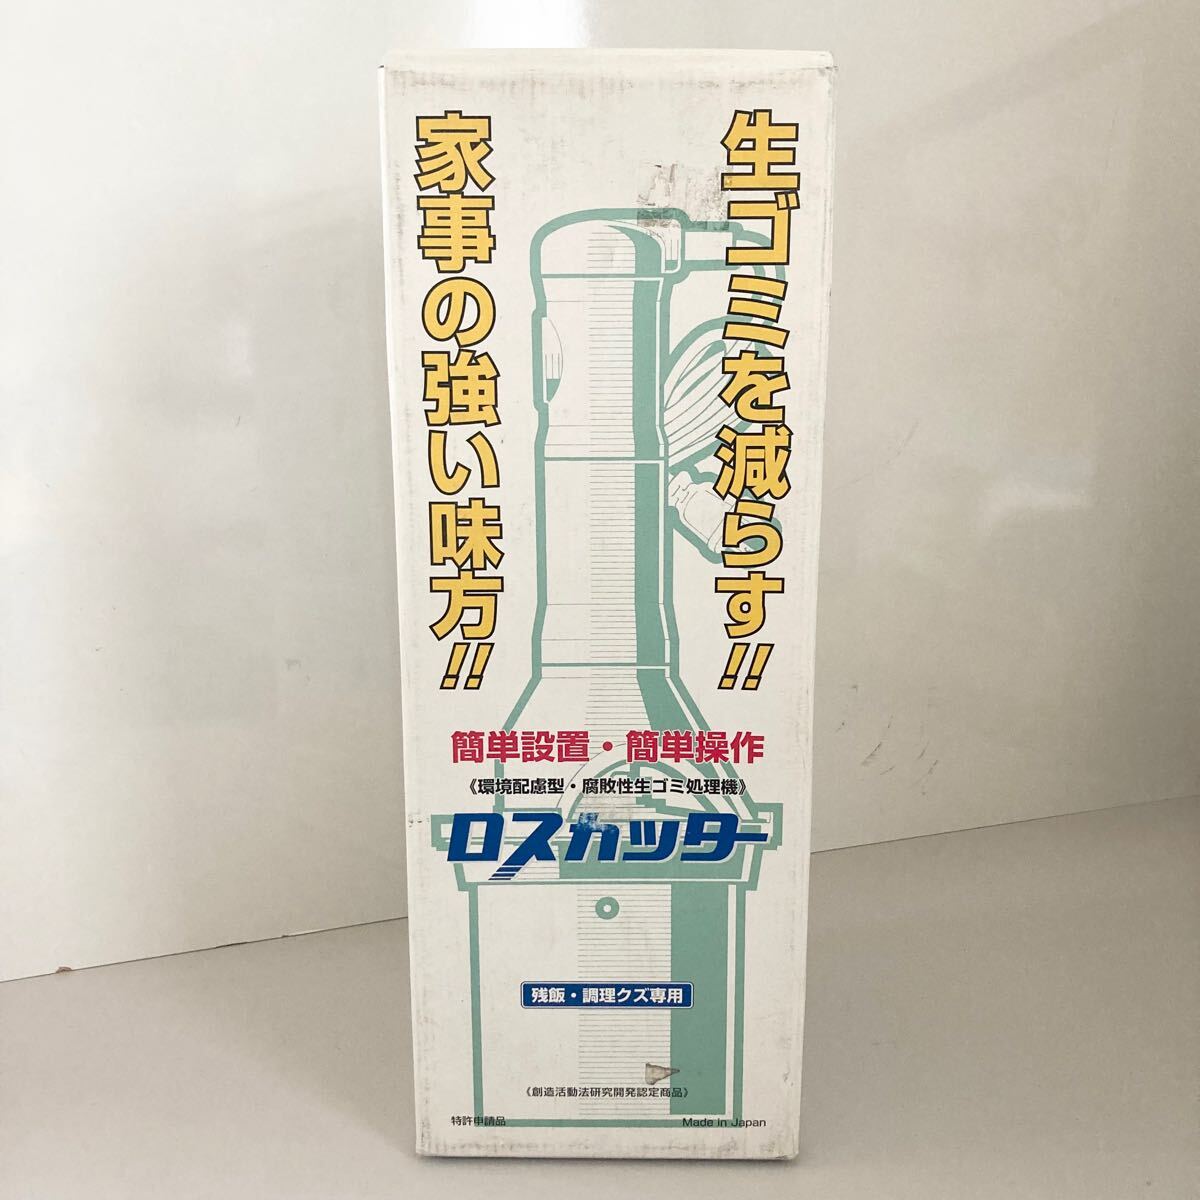 生ゴミを減らす!!
家事の強い味方!!
簡単設置・簡単操作
《環境配慮型・腐敗性生ゴミ処理機》
ロスカッター
残飯・調理クズ専用
《創造活動法研究開発認定商品》
特許申請品
Made in Japan